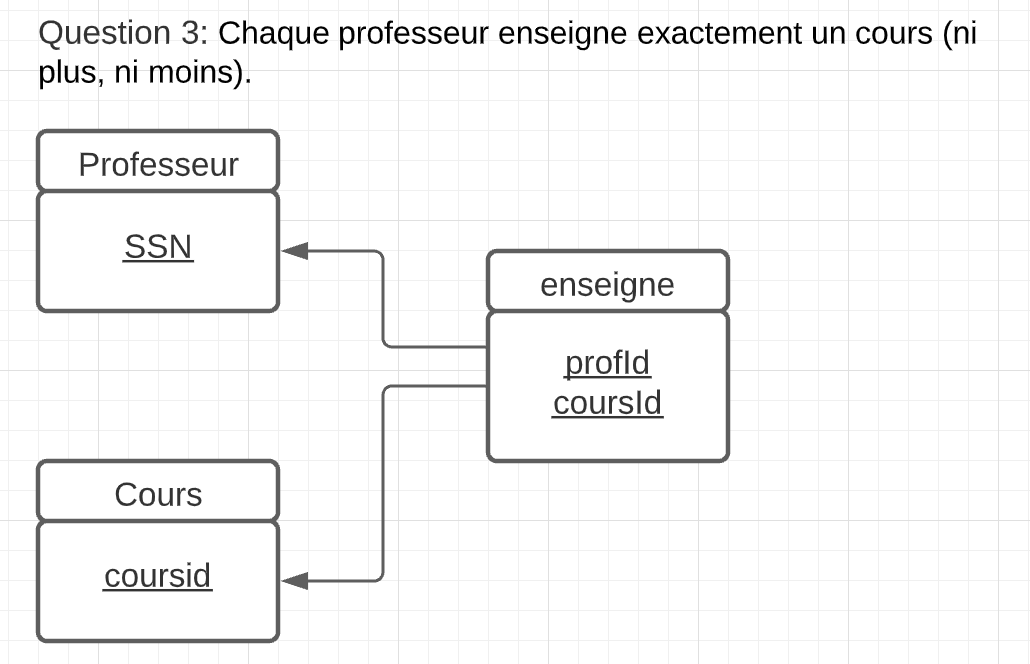 Question 3: Chaque professeur enseigne exactement un cours (ni
plus, ni moins).
Professeur
SSN
enseigne
profId
coursId
Cours
coursid